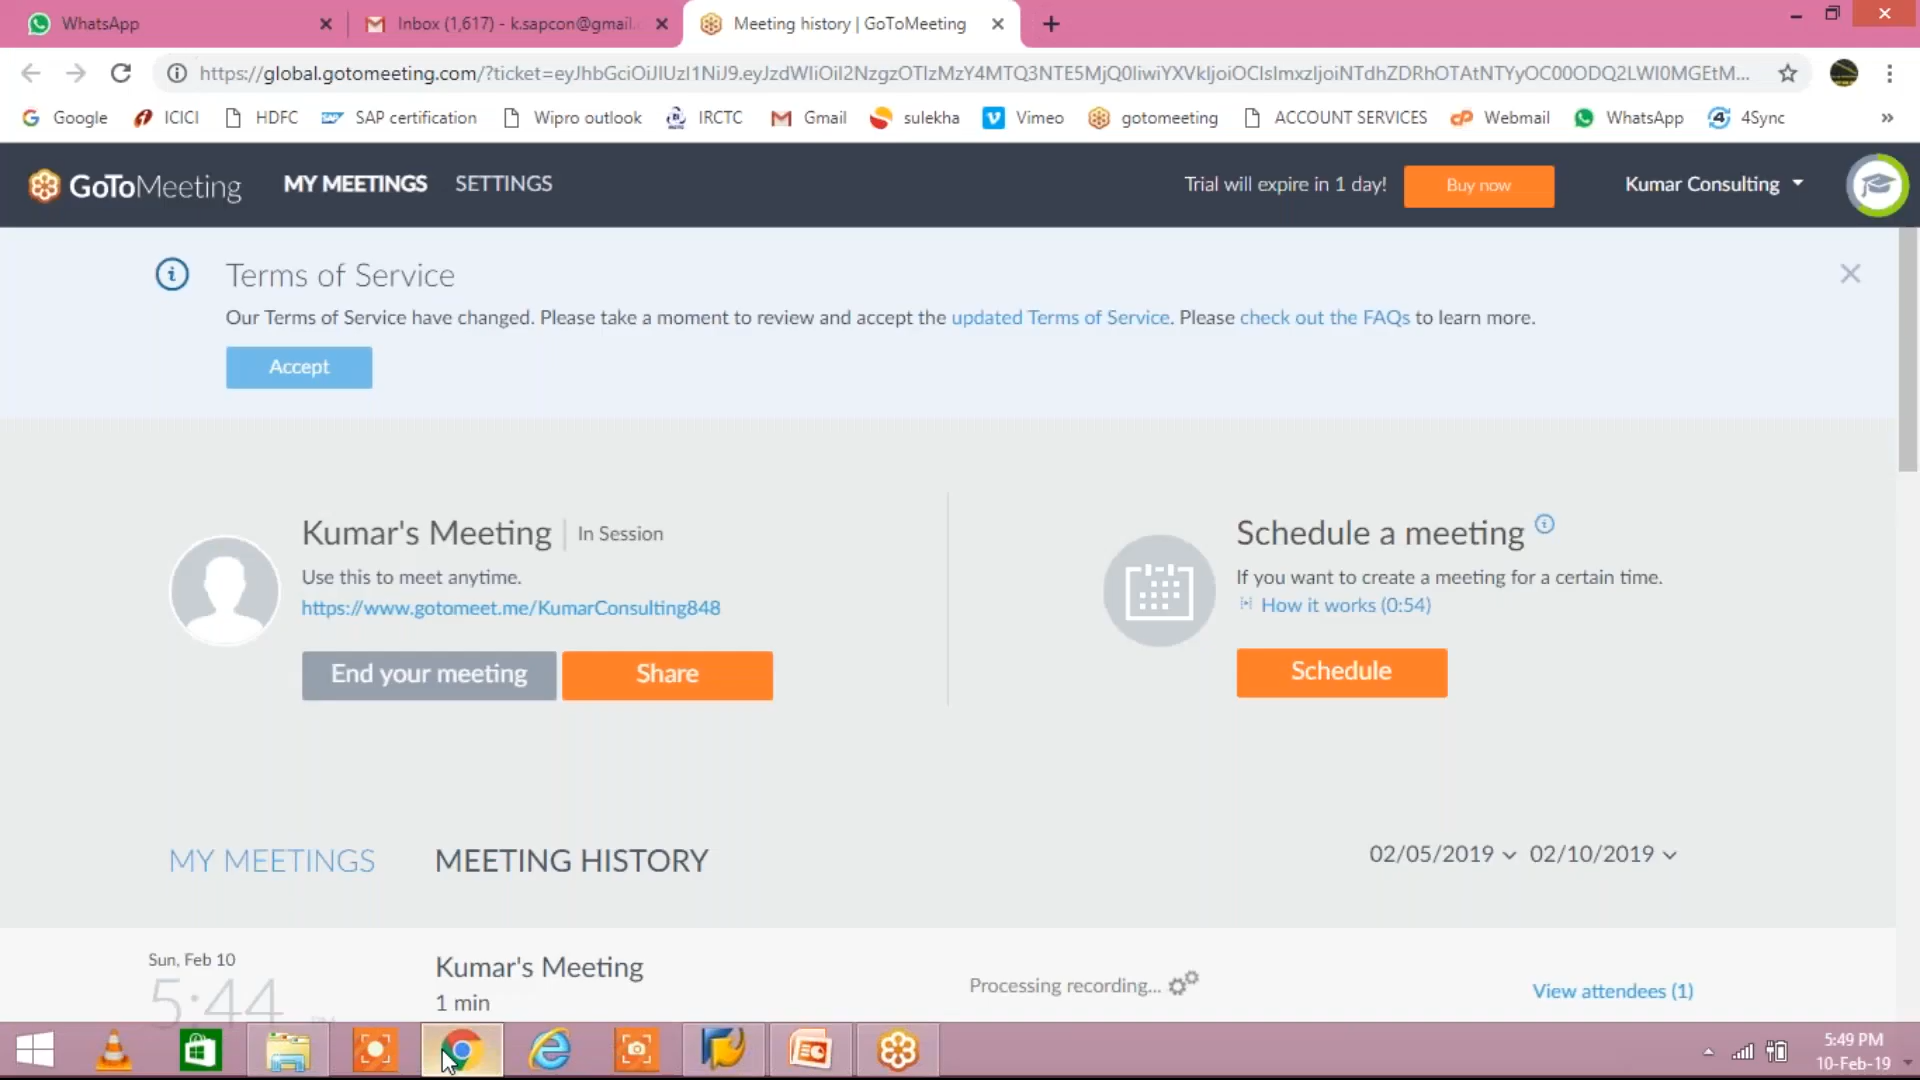 WhatsApp
Inbox (1,617) - k.sapcon@gmail.
Meeting history | GoToMeeting
Google
ICICI
HDFC
SAP certification
Wipro outlook
IRCTC
Gmail
sulekha
Vimeo
gotomeeting
ACCOUNT SERVICES
Webmail
WhatsApp
4Sync
GoToMeeting
MY MEETINGS
SETTINGS
Trial will expire in 1 day!
Buy now
Kumar Consulting
Terms of Service
Our Terms of Service have changed. Please take a moment to review and accept the updated Terms of Service. Please check out the FAQs to learn more.
Accept
Kumar's Meeting
In Session
Use this to meet anytime.
https://www.gotomeet.me/KumarConsulting848
End your meeting
Share
Schedule a meeting
If you want to create a meeting for a certain time.
How it works (0:54)
Schedule
MY MEETINGS
MEETING HISTORY
02/05/2019
02/10/2019
Sun, Feb 10
5:44
Kumar's Meeting
1 min
Processing recording...
View attendees (1)
5:49 PM
10-Feb-19